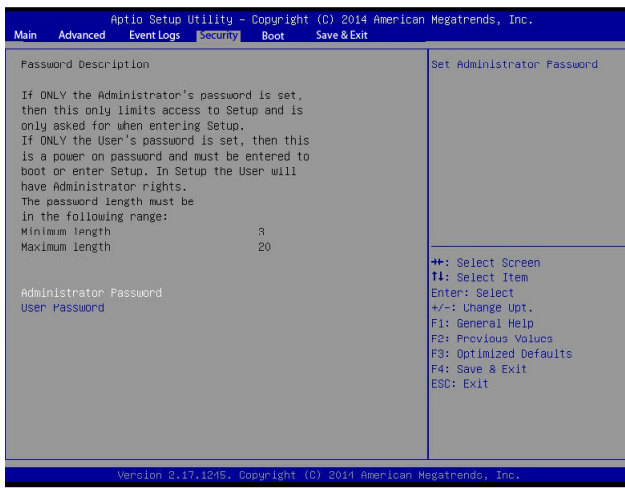 Aptio Setup Utility – Copyright (C) 2014 American Megatrends, Inc.
Main Advanced Event Logs Security Boot Save & Exit
Password Description
If ONLY the Administrator's password is set,
then this only limits access to Setup and is
only asked for when entering Setup.
If ONLY the User's password is set, then this
is a power on password and must be entered to
boot or enter Setup. In Setup the User will
have Administrator rights.
The password length must be
in the following range:
Minimum length 3
Maximum length 20
Administrator Password
User Password
Set Administrator Password
→←: Select Screen
↑↓: Select Item
Enter: Select
+/-: Change Opt.
F1: General Help
F2: Previous Values
F3: Optimized Defaults
F4: Save & Exit
ESC: Exit
Version 2.17.1245. Copyright (C) 2014 American Megatrends, Inc.